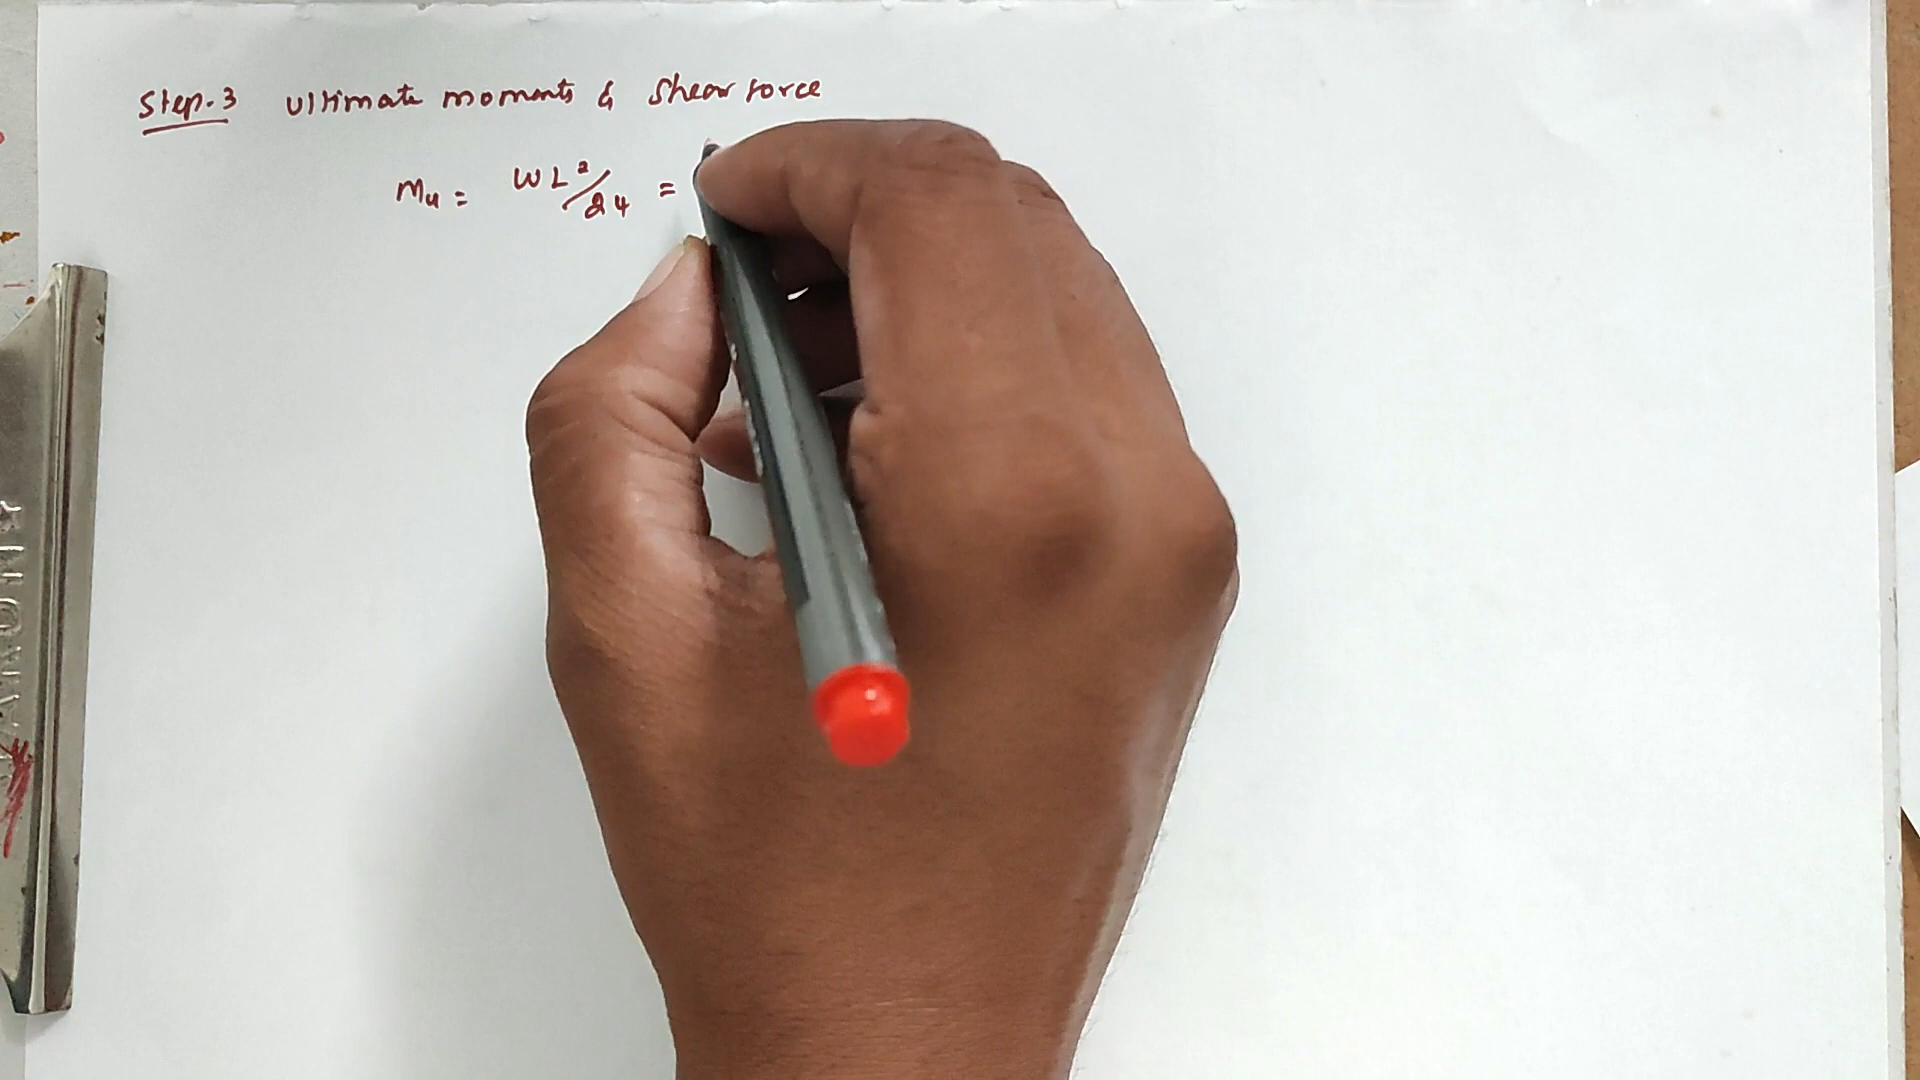 Step.3 Ultimate moments & Shear force
Mu = WL²/24 =